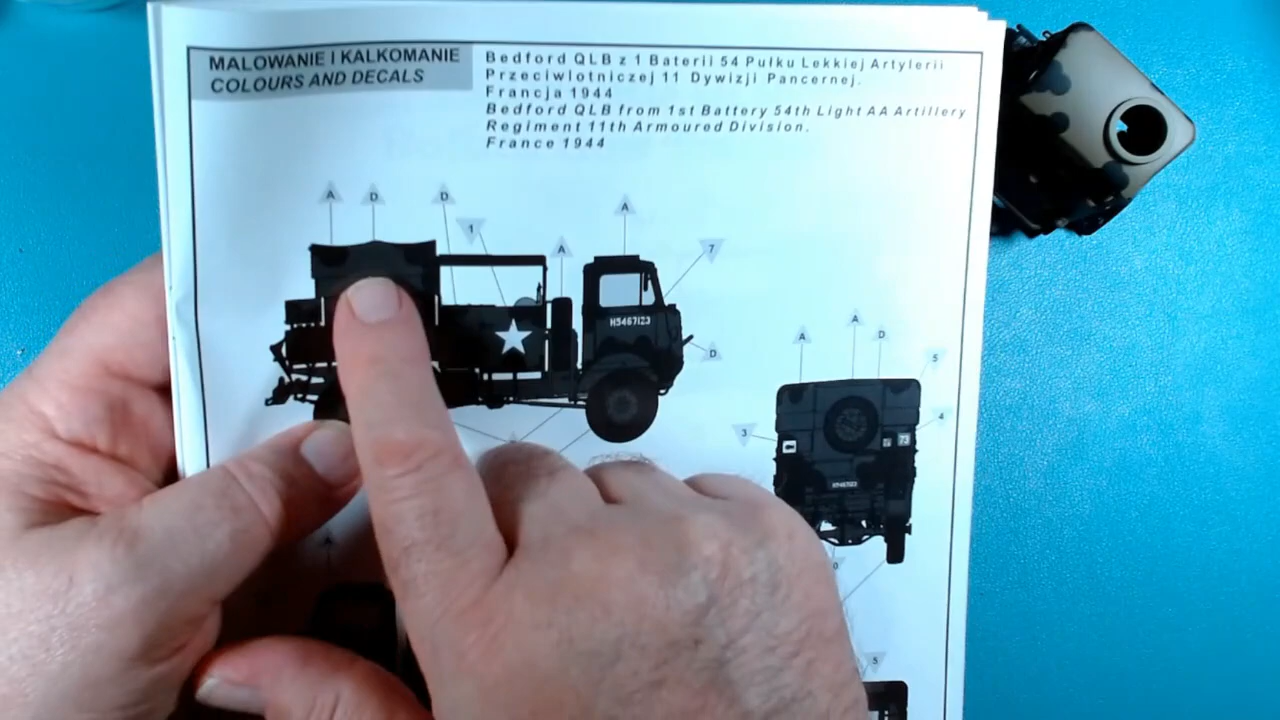 MALOWANIE I KALKOMANIE
COLOURS AND DECALS
Bedford QLB z 1 Baterii 54 Pułku Lekkiej Artylerii
Przeciwlotniczej 11 Dywizji Pancernej.
Francja 1944
Bedford QLB from 1st Battery 54th Light AA Artillery
Regiment 11th Armoured Division.
France 1944
A
D
D
1
A
A
7
H5467123
D
A
A
D
5
3
4
73
H5467123
5